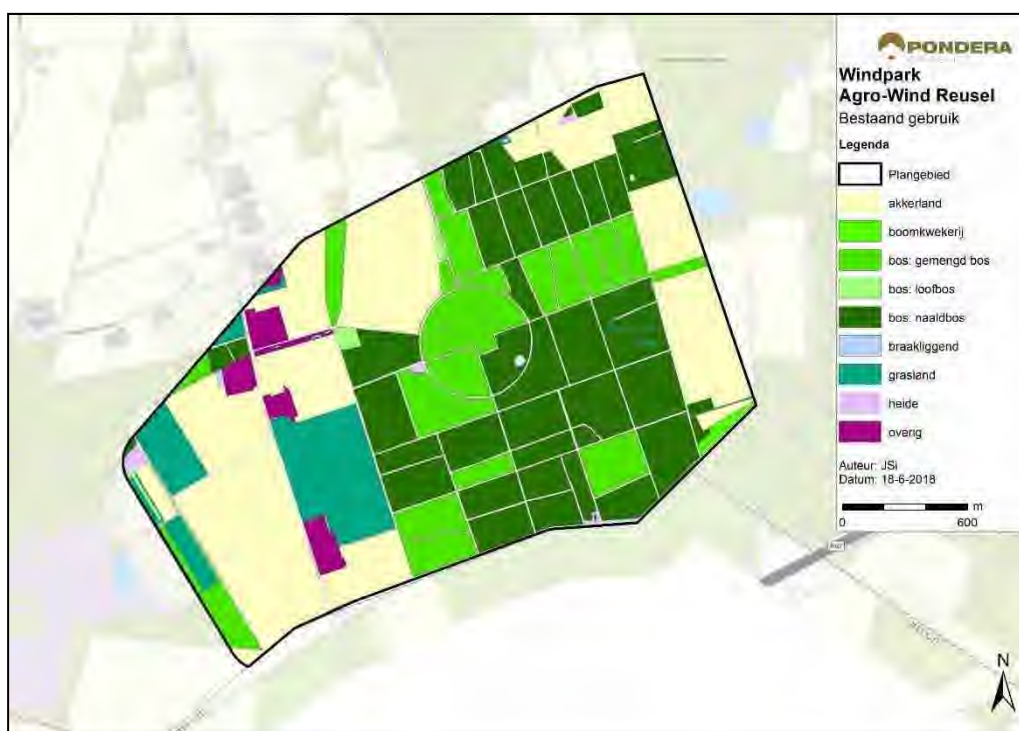 PONDERA
Windpark
Agro-Wind Reusel
Bestaand gebruik
Legenda
Plangebied
akkerland
boomkwekerij
bos: gemengd bos
bos: loofbos
bos: naaldbos
braakliggend
grasland
heide
overig
Auteur: JSi
Datum: 18-6-2018
m
0 600
N